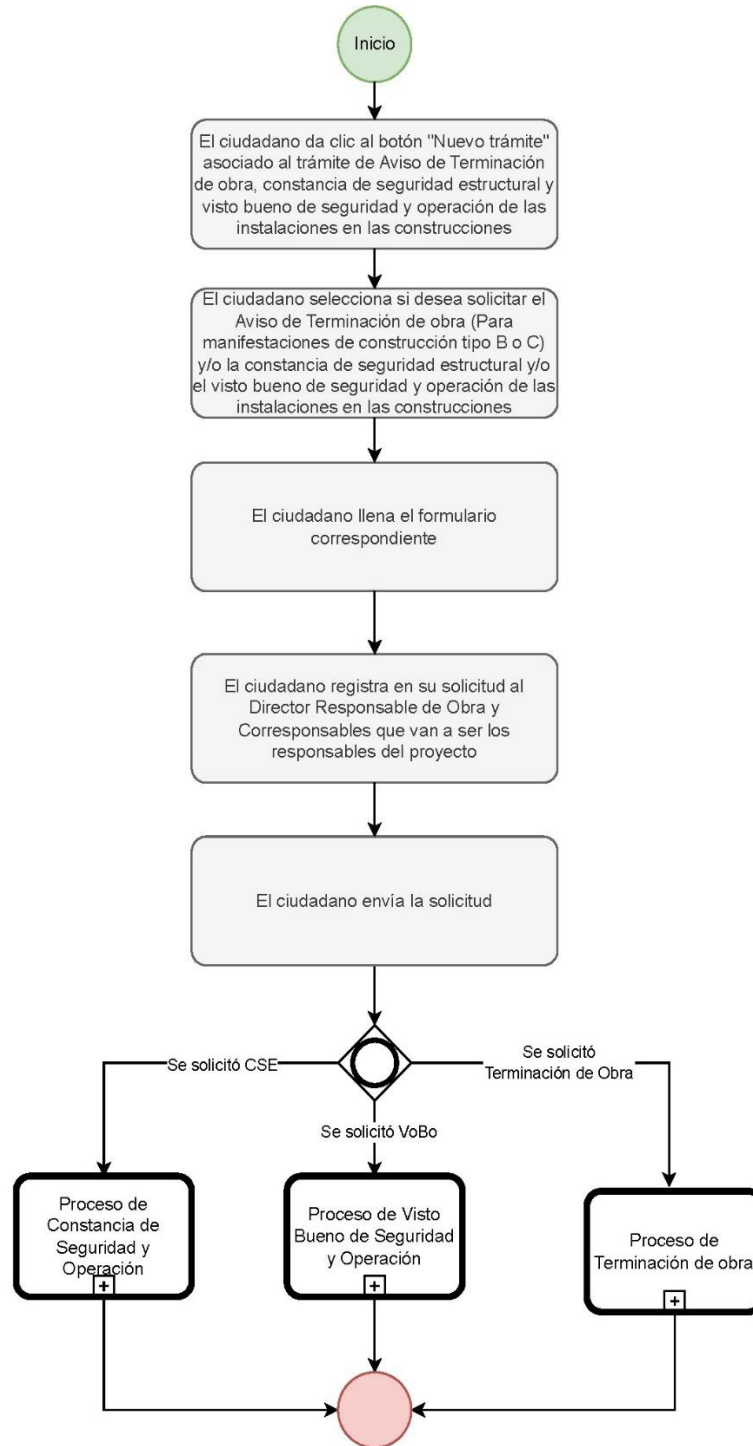 Inicio
El ciudadano da clic al botón "Nuevo trámite"
asociado al trámite de Aviso de Terminación
de obra, constancia de seguridad estructural y
visto bueno de seguridad y operación de las
instalaciones en las construcciones
El ciudadano selecciona si desea solicitar el
Aviso de Terminación de obra (Para
manifestaciones de construcción tipo B o C)
y/o la constancia de seguridad estructural y/o
el visto bueno de seguridad y operación de las
instalaciones en las construcciones
El ciudadano llena el formulario
correspondiente
El ciudadano registra en su solicitud al
Director Responsable de Obra y
Corresponsables que van a ser los
responsables del proyecto
El ciudadano envía la solicitud
Se solicitó CSE
Se solicitó
Terminación de Obra
Se solicitó VoBo
Proceso de
Constancia de
Seguridad y
Operación
Proceso de Visto
Bueno de Seguridad
y Operación
Proceso de
Terminación de obra